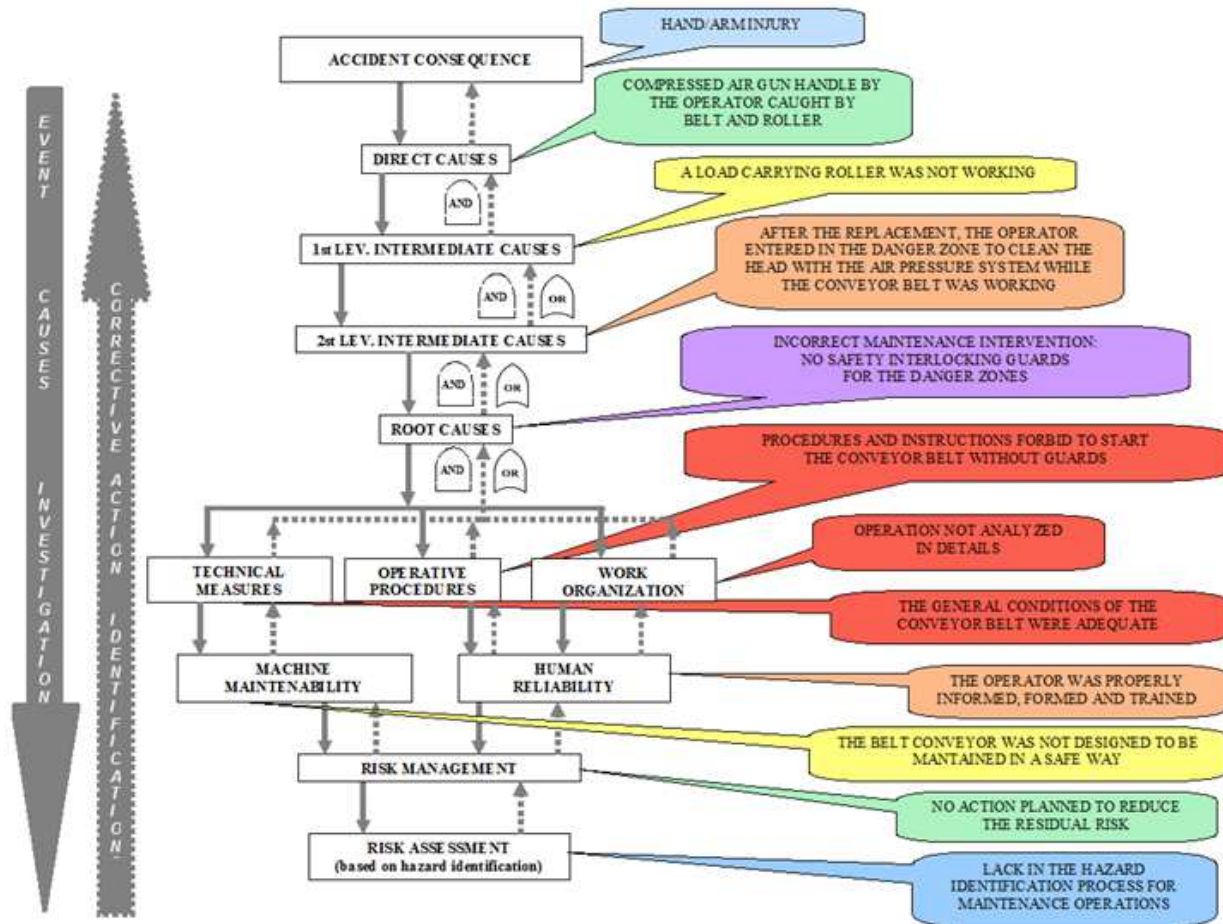 HAND/ARM INJURY
ACCIDENT CONSEQUENCE
COMPRESSED AIR GUN HANDLE BY
THE OPERATOR CAUGHT BY
BELT AND ROLLER
DIRECT CAUSES
A LOAD CARRYING ROLLER WAS NOT WORKING
AND
1st LEV. INTERMEDIATE CAUSES
AFTER THE REPLACEMENT, THE OPERATOR
ENTERED IN THE DANGER ZONE TO CLEAN THE
HEAD WITH THE AIR PRESSURE SYSTEM WHILE
THE CONVEYOR BELT WAS WORKING
AND
OR
2st LEV. INTERMEDIATE CAUSES
INCORRECT MAINTENANCE INTERVENTION:
NO SAFETY INTERLOCKING GUARDS
FOR THE DANGER ZONES
AND
OR
ROOT CAUSES
PROCEDURES AND INSTRUCTIONS FORBID TO START
THE CONVEYOR BELT WITHOUT GUARDS
AND
OR
OPERATION NOT ANALYZED
IN DETAILS
TECHNICAL
MEASURES
OPERATIVE
PROCEDURES
WORK
ORGANIZATION
THE GENERAL CONDITIONS OF THE
CONVEYOR BELT WERE ADEQUATE
MACHINE
MAINTENABILITY
HUMAN
RELIABILITY
THE OPERATOR WAS PROPERLY
INFORMED, FORMED AND TRAINED
THE BELT CONVEYOR WAS NOT DESIGNED TO BE
MANTAINED IN A SAFE WAY
RISK MANAGEMENT
NO ACTION PLANNED TO REDUCE
THE RESIDUAL RISK
RISK ASSESSMENT
(based on hazard identification)
LACK IN THE HAZARD
IDENTIFICATION PROCESS FOR
MAINTENANCE OPERATIONS
EVENT CAUSES INVESTIGATION
CORRECTIVE ACTION IDENTIFICATION